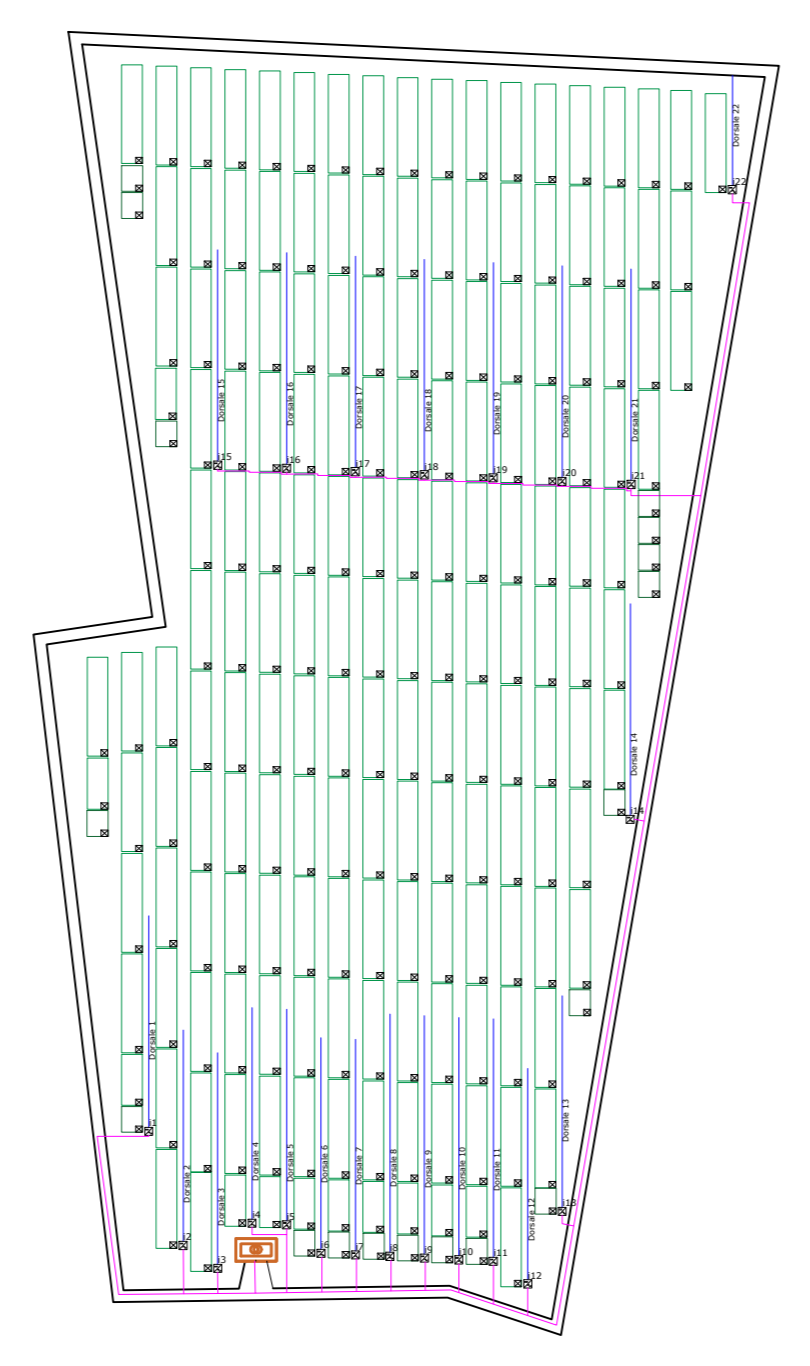 Dorsale 22
i22
Dorsale 15
Dorsale 16
Dorsale 17
Dorsale 18
Dorsale 19
Dorsale 20
Dorsale 21
i15
i16
i17
i18
i19
i20
i21
Dorsale 14
i14
Dorsale 1
i1
Dorsale 2
Dorsale 3
Dorsale 4
Dorsale 5
Dorsale 6
Dorsale 7
Dorsale 8
Dorsale 9
Dorsale 10
Dorsale 11
Dorsale 12
Dorsale 13
i2
i3
i4
i5
i6
i7
i8
i9
i10
i11
i12
i13